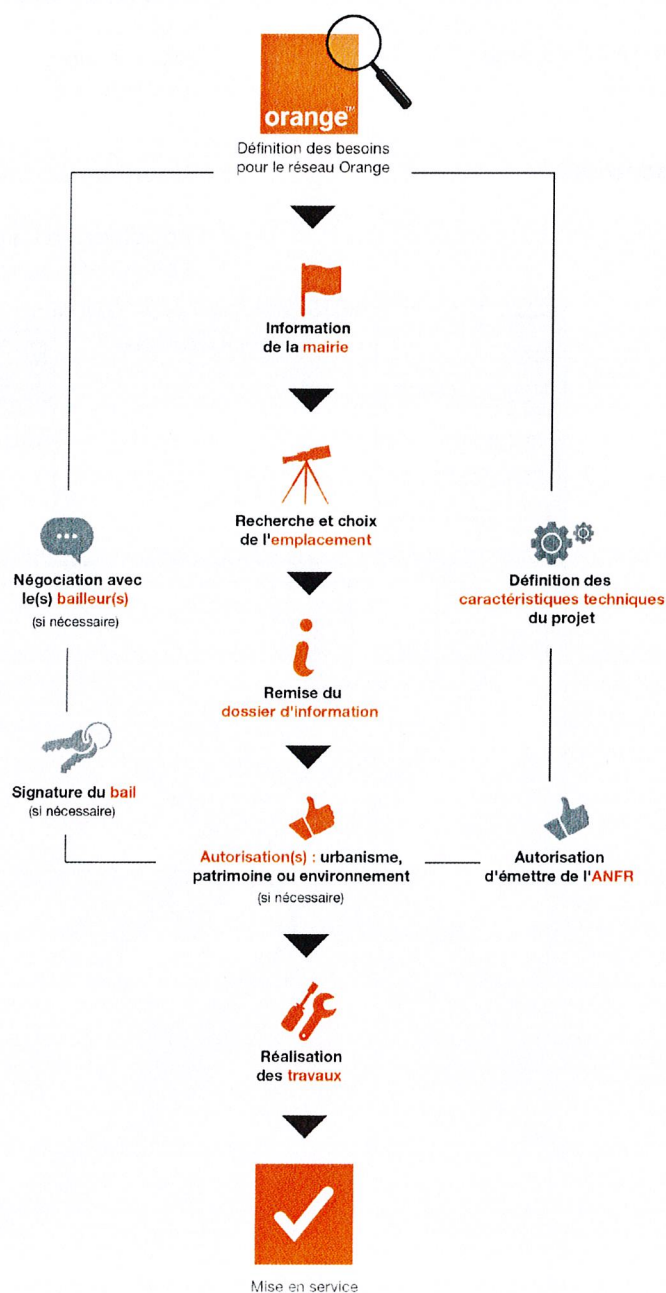 orange™
Définition des besoins
pour le réseau Orange
Information
de la mairie
Recherche et choix
de l'emplacement
Négociation avec
le(s) bailleur(s)
(si nécessaire)
Définition des
caractéristiques techniques
du projet
Remise du
dossier d'information
Signature du bail
(si nécessaire)
Autorisation(s) : urbanisme,
patrimoine ou environnement
(si nécessaire)
Autorisation
d'émettre de l'ANFR
Réalisation
des travaux
Mise en service